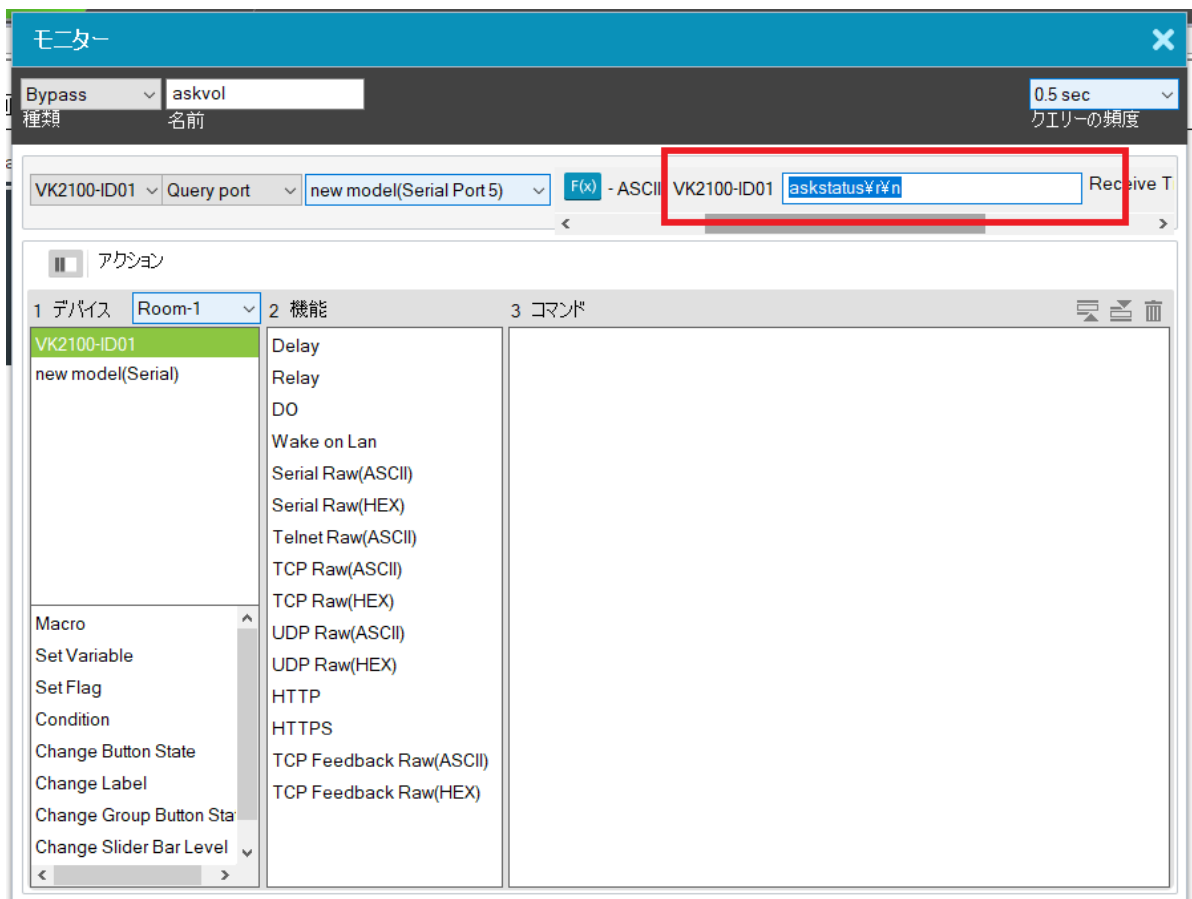 モニター
Bypass askvol 0.5 sec
種類 名前 クエリーの頻度
VK2100-ID01 Query port new model(Serial Port 5) F(x) - ASCII VK2100-ID01 askstatus¥r¥n Receive T
アクション
1 デバイス Room-1 2 機能 3 コマンド
VK2100-ID01
new model(Serial)
Macro
Set Variable
Set Flag
Condition
Change Button State
Change Label
Change Group Button Sta
Change Slider Bar Level
Delay
Relay
DO
Wake on Lan
Serial Raw(ASCII)
Serial Raw(HEX)
Telnet Raw(ASCII)
TCP Raw(ASCII)
TCP Raw(HEX)
UDP Raw(ASCII)
UDP Raw(HEX)
HTTP
HTTPS
TCP Feedback Raw(ASCII)
TCP Feedback Raw(HEX)